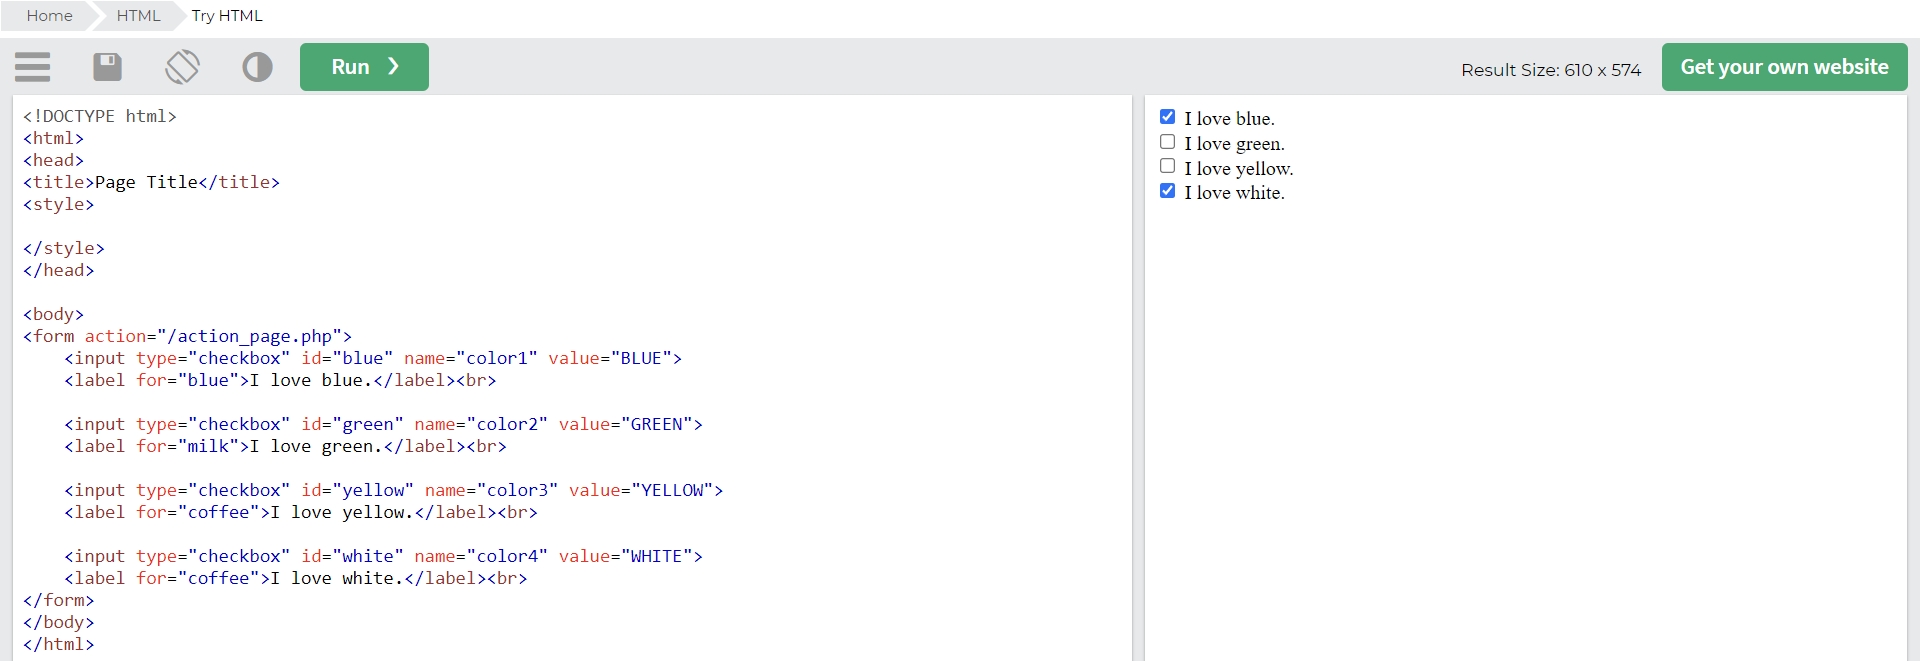 Home HTML Try HTML
Run ❯ Result Size: 610 x 574 Get your own website
<!DOCTYPE html>
<html>
<head>
<title>Page Title</title>
<style>
</style>
</head>
<body>
<form action="/action_page.php">
    <input type="checkbox" id="blue" name="color1" value="BLUE">
    <label for="blue">I love blue.</label><br>
    <input type="checkbox" id="green" name="color2" value="GREEN">
    <label for="milk">I love green.</label><br>
    <input type="checkbox" id="yellow" name="color3" value="YELLOW">
    <label for="coffee">I love yellow.</label><br>
    <input type="checkbox" id="white" name="color4" value="WHITE">
    <label for="coffee">I love white.</label><br>
</form>
</body>
</html>
I love blue.
I love green.
I love yellow.
I love white.